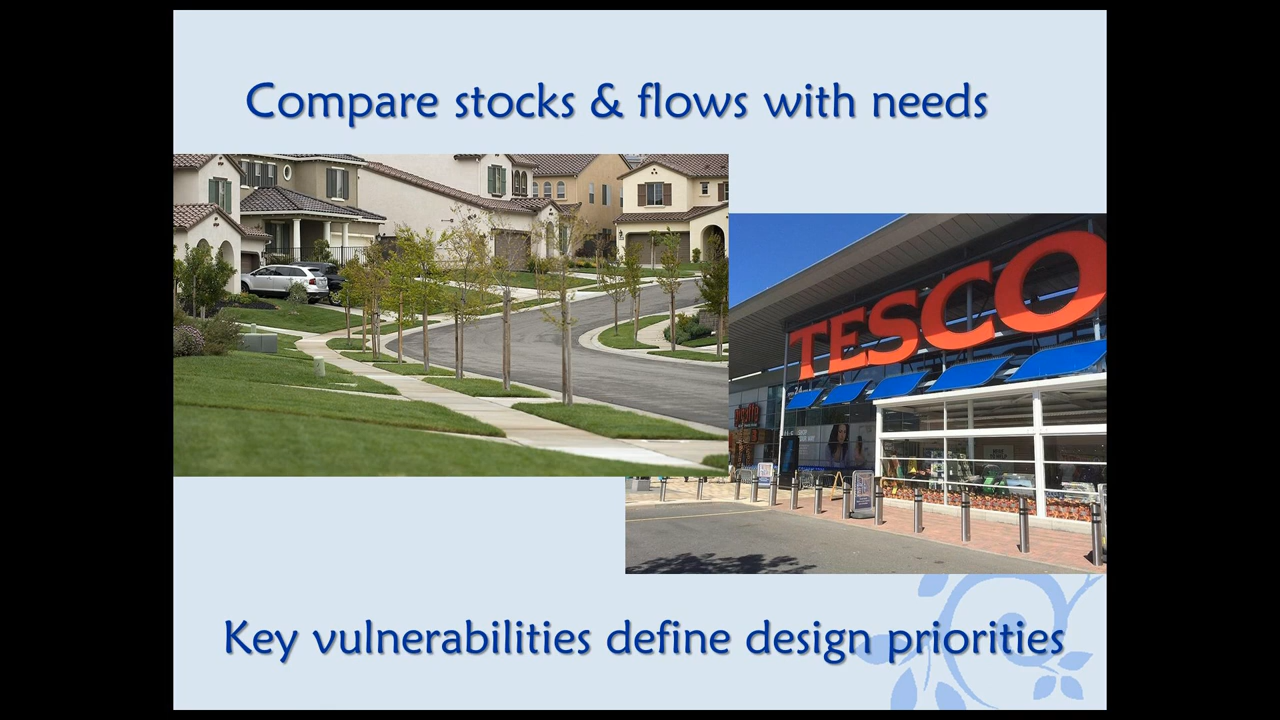 Compare stocks & flows with needs
TESCO
Key vulnerabilities define design priorities